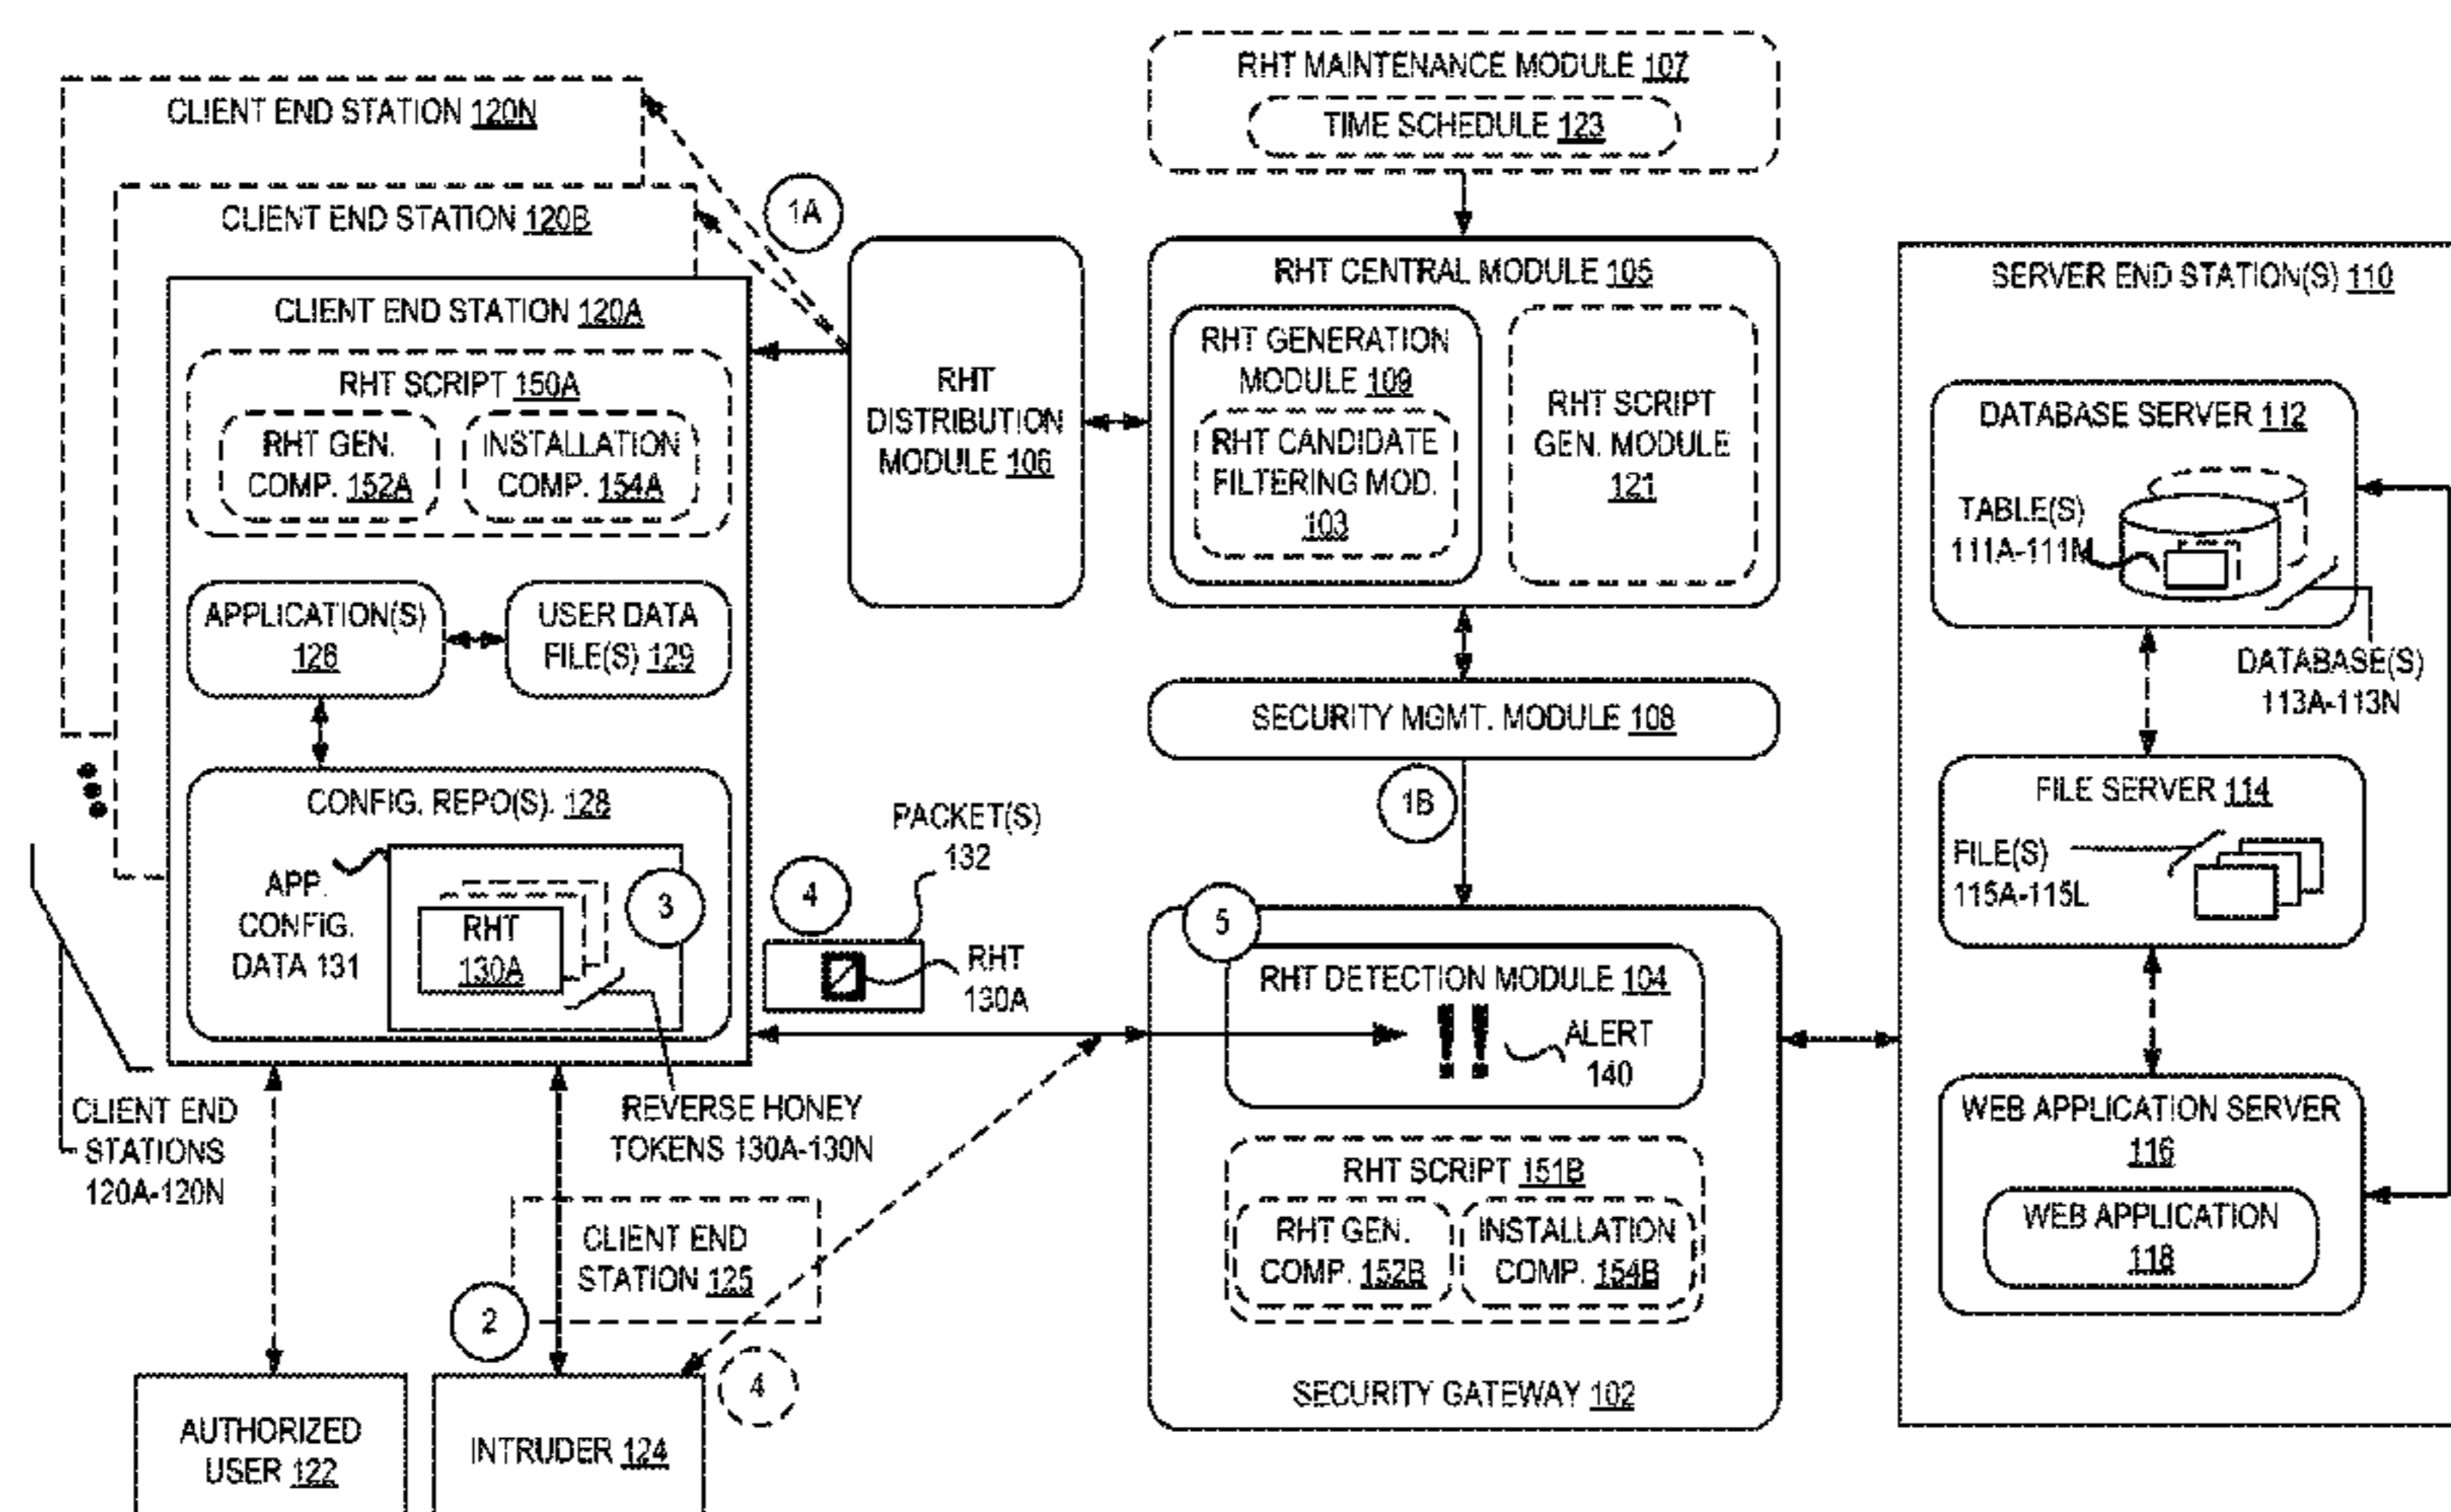 RHT MAINTENANCE MODULE 107
TIME SCHEDULE 123
CLIENT END STATION 120N
CLIENT END STATION 120B
1A
CLIENT END STATION 120A
RHT SCRIPT 150A
RHT GEN.
COMP. 152A
INSTALLATION
COMP. 154A
APPLICATION(S)
126
USER DATA
FILE(S) 129
CONFIG. REPO(S). 128
APP.
CONFIG.
DATA 131
RHT
130A
3
RHT
DISTRIBUTION
MODULE 106
RHT CENTRAL MODULE 105
RHT GENERATION
MODULE 109
RHT CANDIDATE
FILTERING MOD.
103
RHT SCRIPT
GEN. MODULE
121
SECURITY MGMT. MODULE 108
1B
PACKET(S)
132
4
RHT
130A
5
RHT DETECTION MODULE 104
ALERT
140
RHT SCRIPT 151B
RHT GEN.
COMP. 152B
INSTALLATION
COMP. 154B
SECURITY GATEWAY 102
SERVER END STATION(S) 110
DATABASE SERVER 112
TABLE(S)
111A-111M
DATABASE(S)
113A-113N
FILE SERVER 114
FILE(S)
115A-115L
WEB APPLICATION SERVER
116
WEB APPLICATION
118
CLIENT END
STATIONS
120A-120N
REVERSE HONEY
TOKENS 130A-130N
CLIENT END
STATION 125
2
4
AUTHORIZED
USER 122
INTRUDER 124